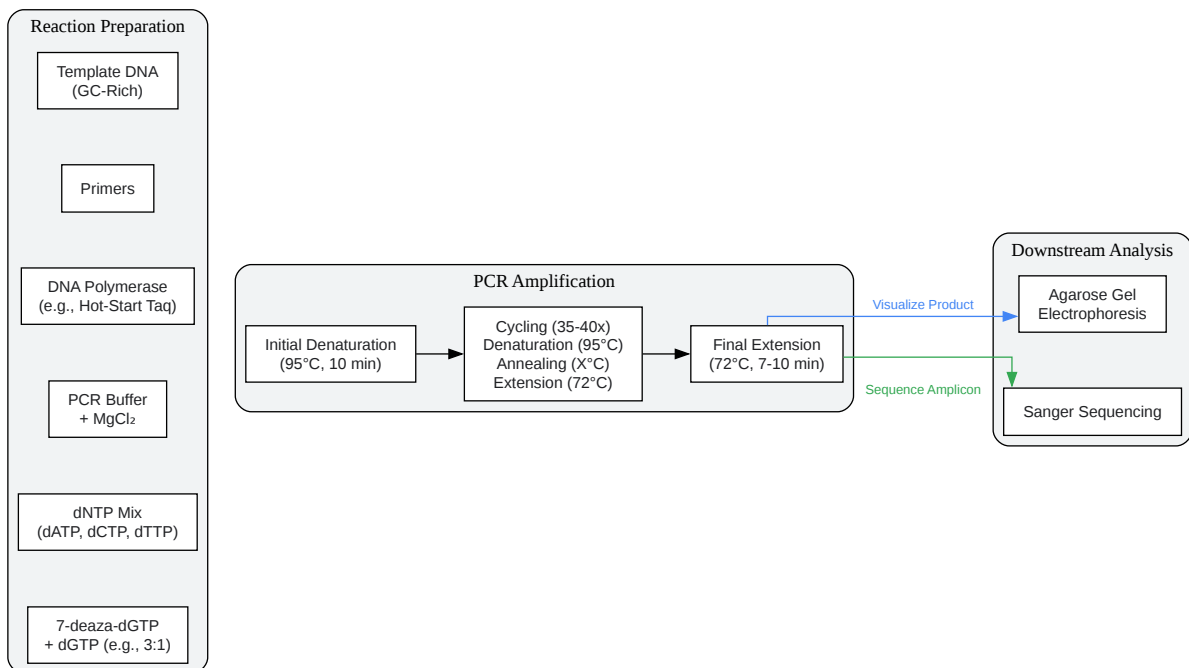 Reaction Preparation
Template DNA
(GC-Rich)
Primers
DNA Polymerase
(e.g., Hot-Start Taq)
PCR Buffer
+ MgCl₂
dNTP Mix
(dATP, dCTP, dTTP)
7-deaza-dGTP
+ dGTP (e.g., 3:1)
PCR Amplification
Initial Denaturation
(95°C, 10 min)
Cycling (35-40x)
Denaturation (95°C)
Annealing (X°C)
Extension (72°C)
Final Extension
(72°C, 7-10 min)
Visualize Product
Sequence Amplicon
Downstream Analysis
Agarose Gel
Electrophoresis
Sanger Sequencing